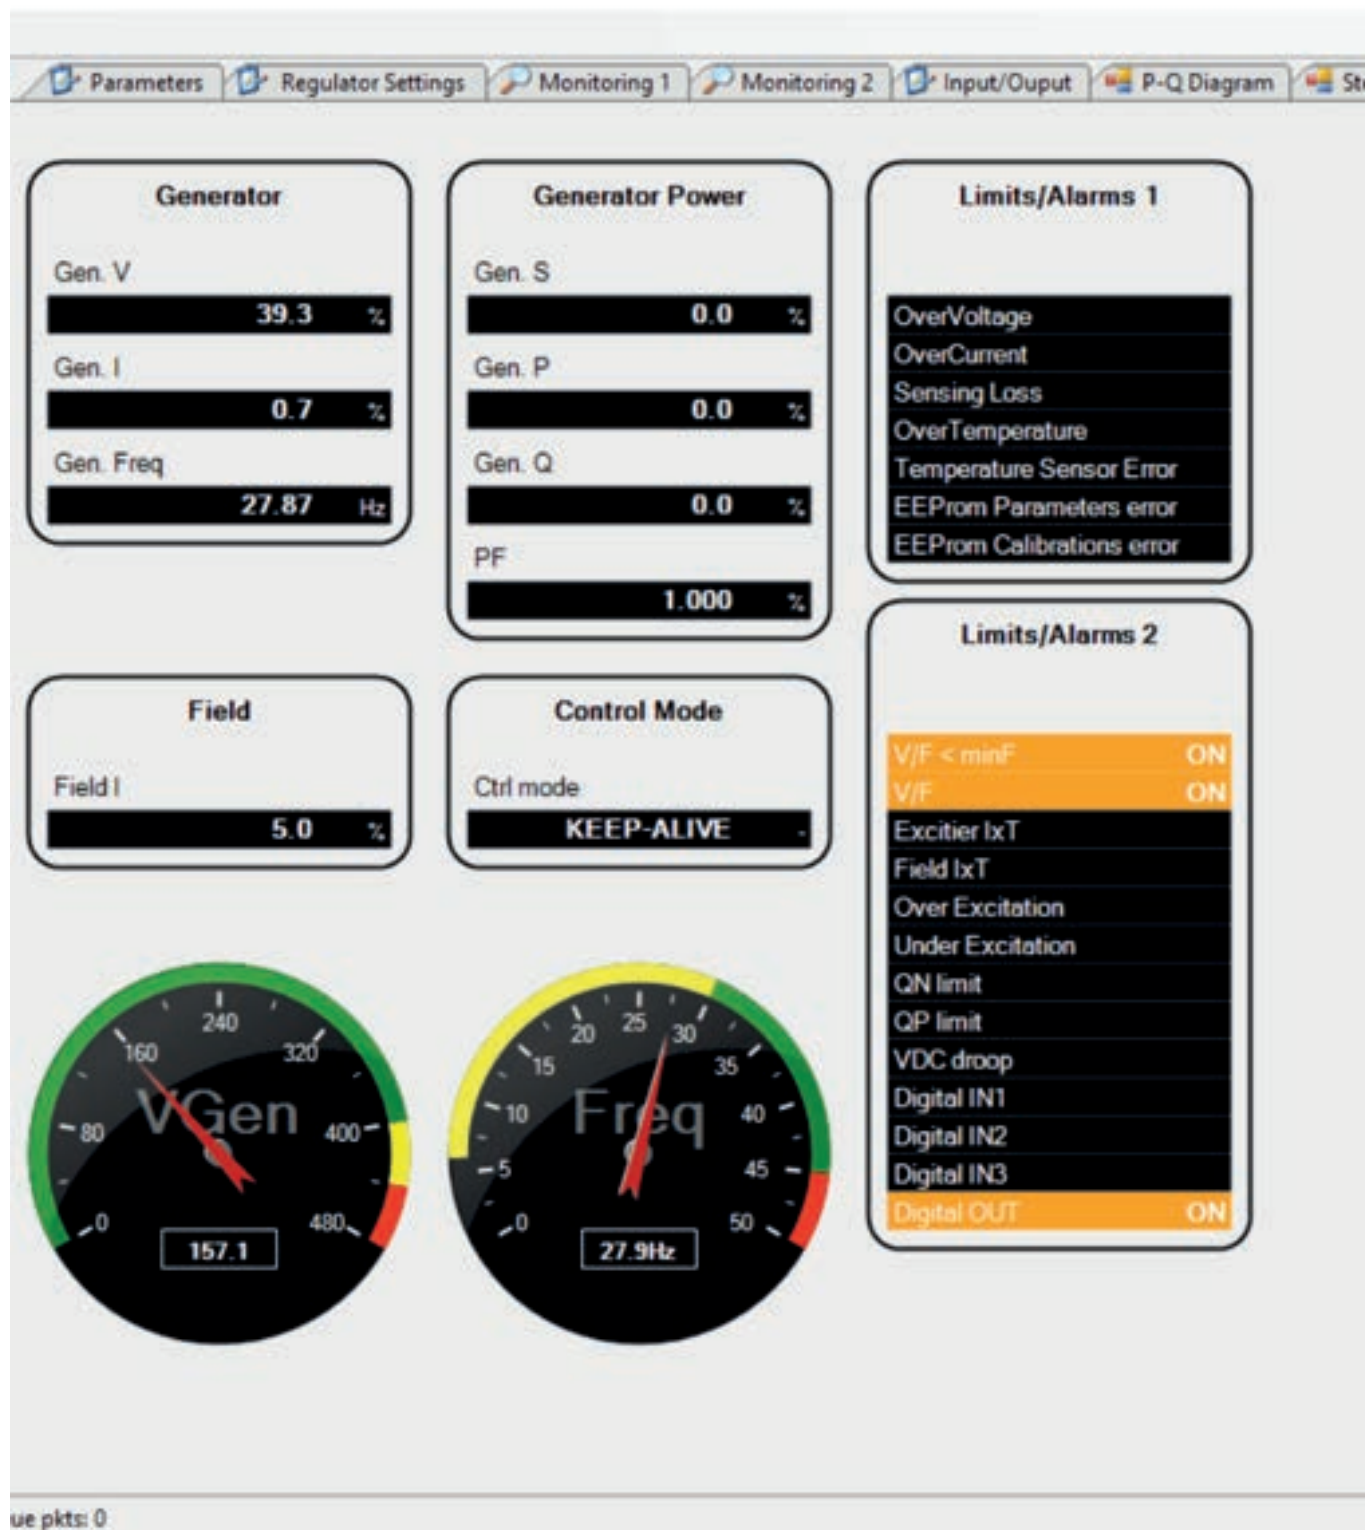 Parameters
Regulator Settings
Monitoring 1
Monitoring 2
Input/Ouput
P-Q Diagram
Generator
Gen. V
39.3 %
Gen. I
0.7 %
Gen. Freq
27.87 Hz
Generator Power
Gen. S
0.0 %
Gen. P
0.0 %
Gen. Q
0.0 %
PF
1.000 %
Limits/Alarms 1
OverVoltage
OverCurrent
Sensing Loss
OverTemperature
Temperature Sensor Error
EEProm Parameters error
EEProm Calibrations error
Field
Field I
5.0 %
Control Mode
Ctrl mode
KEEP-ALIVE -
Limits/Alarms 2
V/F < minF ON
V/F ON
Excitier IxT
Field IxT
Over Excitation
Under Excitation
QN limit
QP limit
VDC droop
Digital IN1
Digital IN2
Digital IN3
Digital OUT ON
0
80
160
240
320
400
480
VGen
157.1
0
5
10
15
20
25
30
35
40
45
50
Freq
27.9Hz
ue pkts: 0